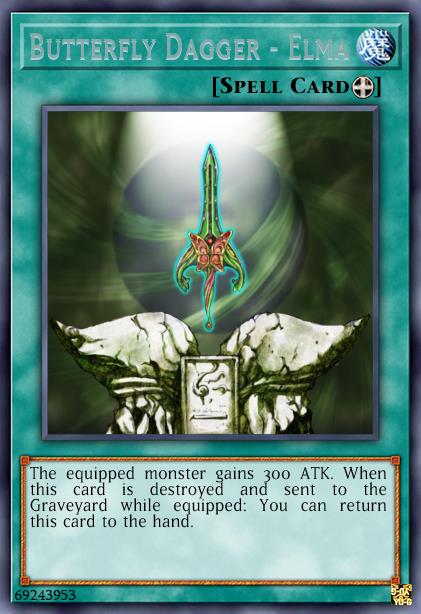 Butterfly Dagger - Elma
[Spell Card]
The equipped monster gains 300 ATK. When
this card is destroyed and sent to the
Graveyard while equipped: You can return
this card to the hand.
69243953